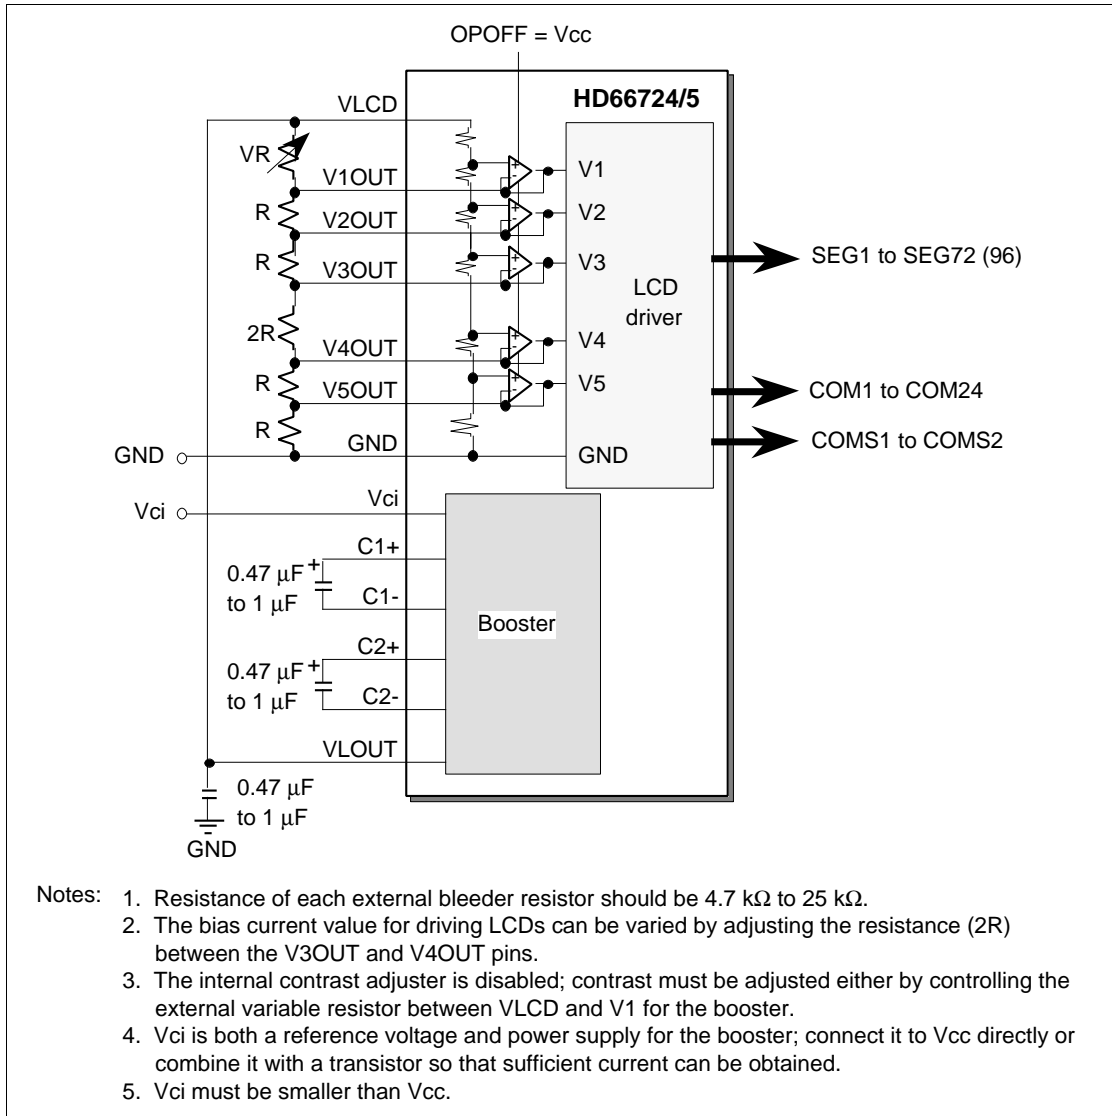 OPOFF = Vcc
HD66724/5
VLCD
VR
V1OUT
V1
R
V2OUT
V2
R
V3OUT
V3
SEG1 to SEG72 (96)
LCD
driver
2R
V4OUT
V4
R
V5OUT
V5
COM1 to COM24
R
GND
GND
GND
COMS1 to COMS2
Vci
Vci
C1+
0.47 µF +
to 1 µF
C1-
Booster
C2+
0.47 µF +
to 1 µF
C2-
VLOUT
0.47 µF
to 1 µF
GND
+
-
+
-
+
-
+
-
+
-
Notes: 1. Resistance of each external bleeder resistor should be 4.7 kΩ to 25 kΩ.
2. The bias current value for driving LCDs can be varied by adjusting the resistance (2R)
between the V3OUT and V4OUT pins.
3. The internal contrast adjuster is disabled; contrast must be adjusted either by controlling the
external variable resistor between VLCD and V1 for the booster.
4. Vci is both a reference voltage and power supply for the booster; connect it to Vcc directly or
combine it with a transistor so that sufficient current can be obtained.
5. Vci must be smaller than Vcc.